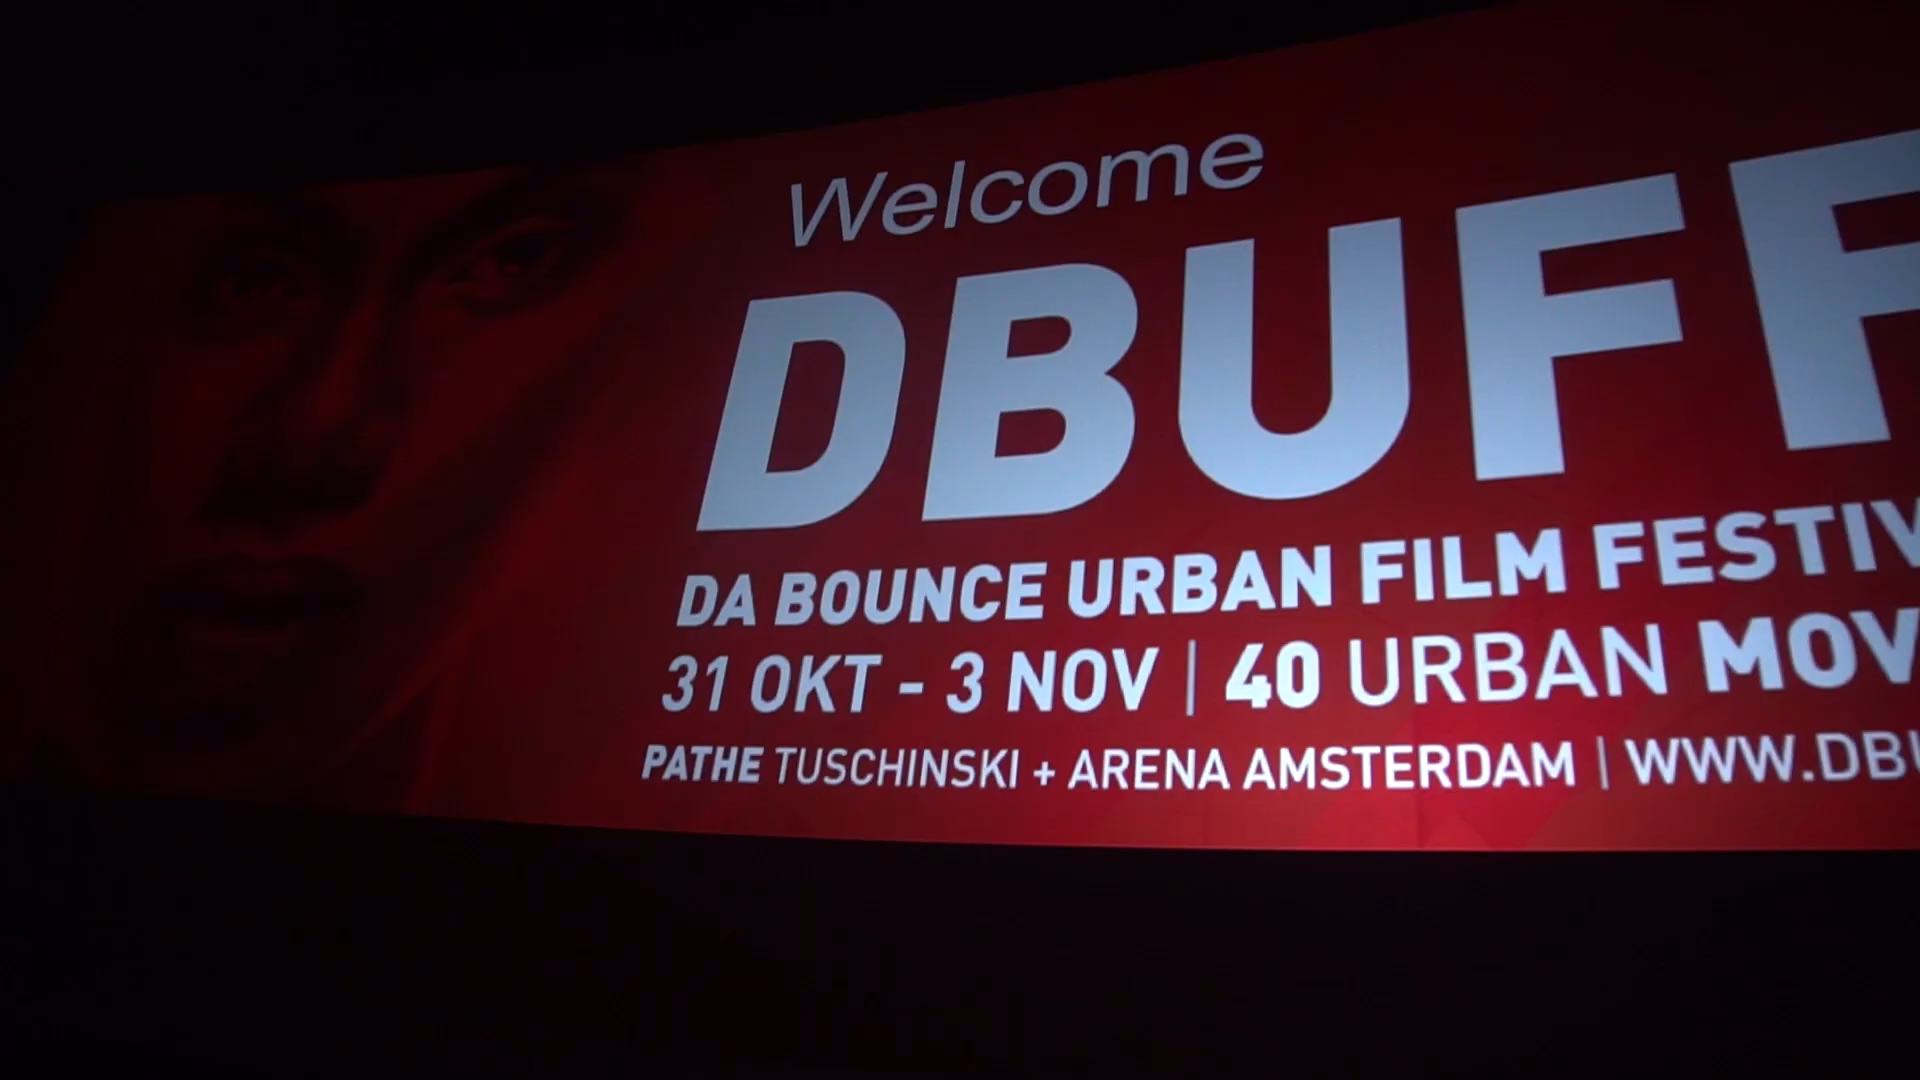 Welcome
DBUFF
DA BOUNCE URBAN FILM FESTIV
31 OKT - 3 NOV | 40 URBAN MOV
PATHE TUSCHINSKI + ARENA AMSTERDAM | WWW.DBU